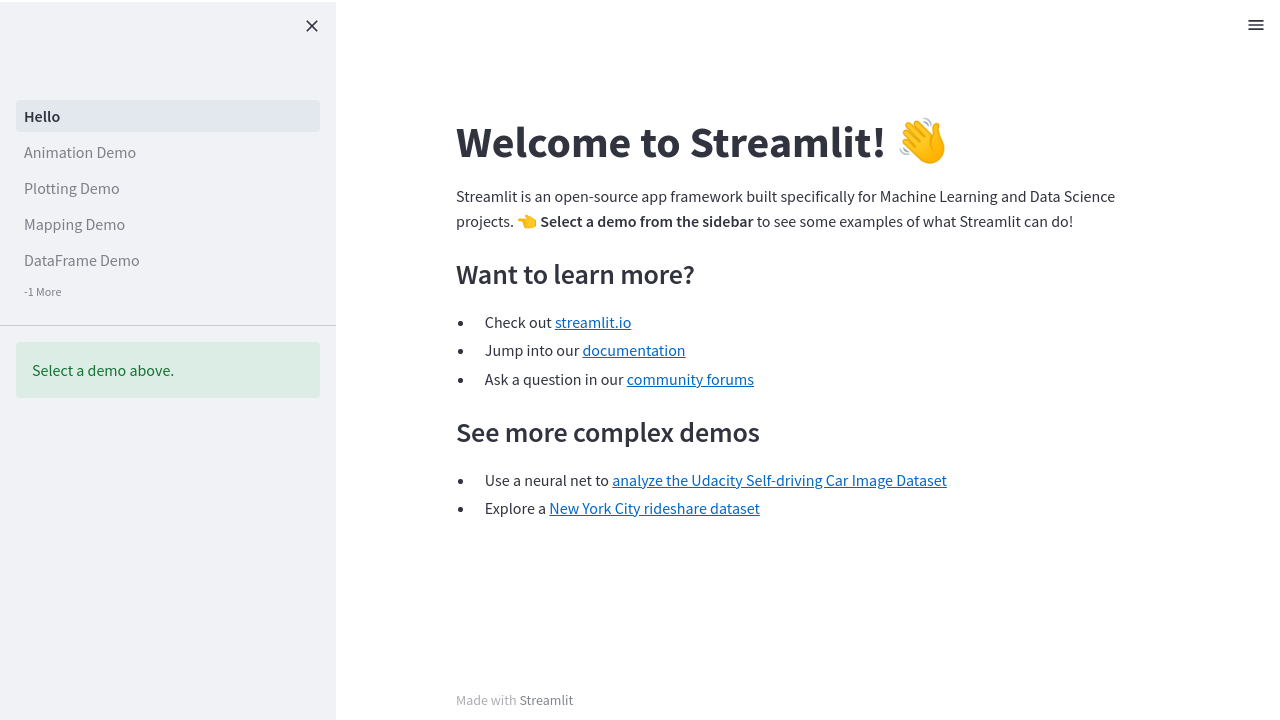 Hello
Animation Demo
Plotting Demo
Mapping Demo
DataFrame Demo
-1 More
Select a demo above.
Welcome to Streamlit! 👋
Streamlit is an open-source app framework built specifically for Machine Learning and Data Science
projects. 👈 Select a demo from the sidebar to see some examples of what Streamlit can do!
Want to learn more?
• Check out streamlit.io
• Jump into our documentation
• Ask a question in our community forums
See more complex demos
• Use a neural net to analyze the Udacity Self-driving Car Image Dataset
• Explore a New York City rideshare dataset
Made with Streamlit